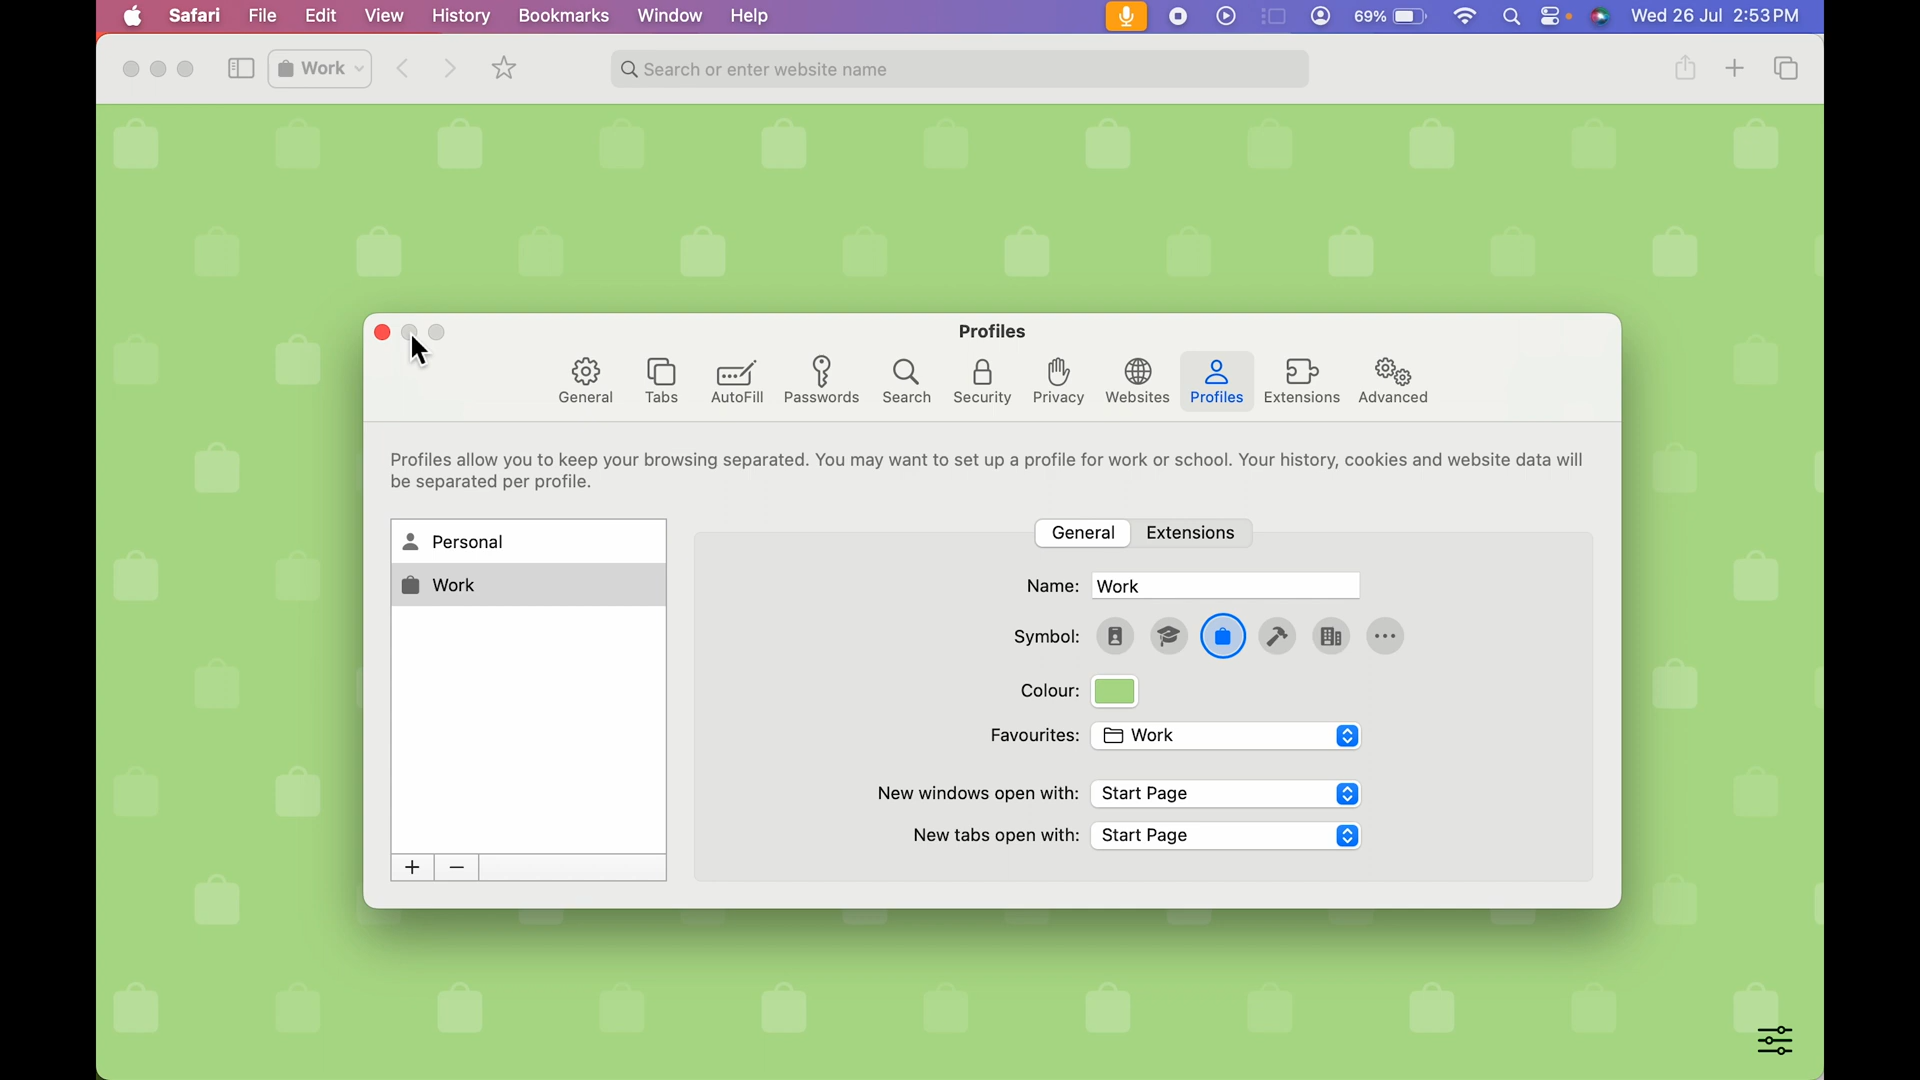 Safari File Edit View History Bookmarks Window Help 69% Wed 26 Jul 2:53 PM
Work Search or enter website name
Profiles
General Tabs AutoFill Passwords Search Security Privacy Websites Profiles Extensions Advanced
Profiles allow you to keep your browsing separated. You may want to set up a profile for work or school. Your history, cookies and website data will
be separated per profile.
Personal
Work
General Extensions
Name: Work
Symbol:
Colour:
Favourites: Work
New windows open with: Start Page
New tabs open with: Start Page